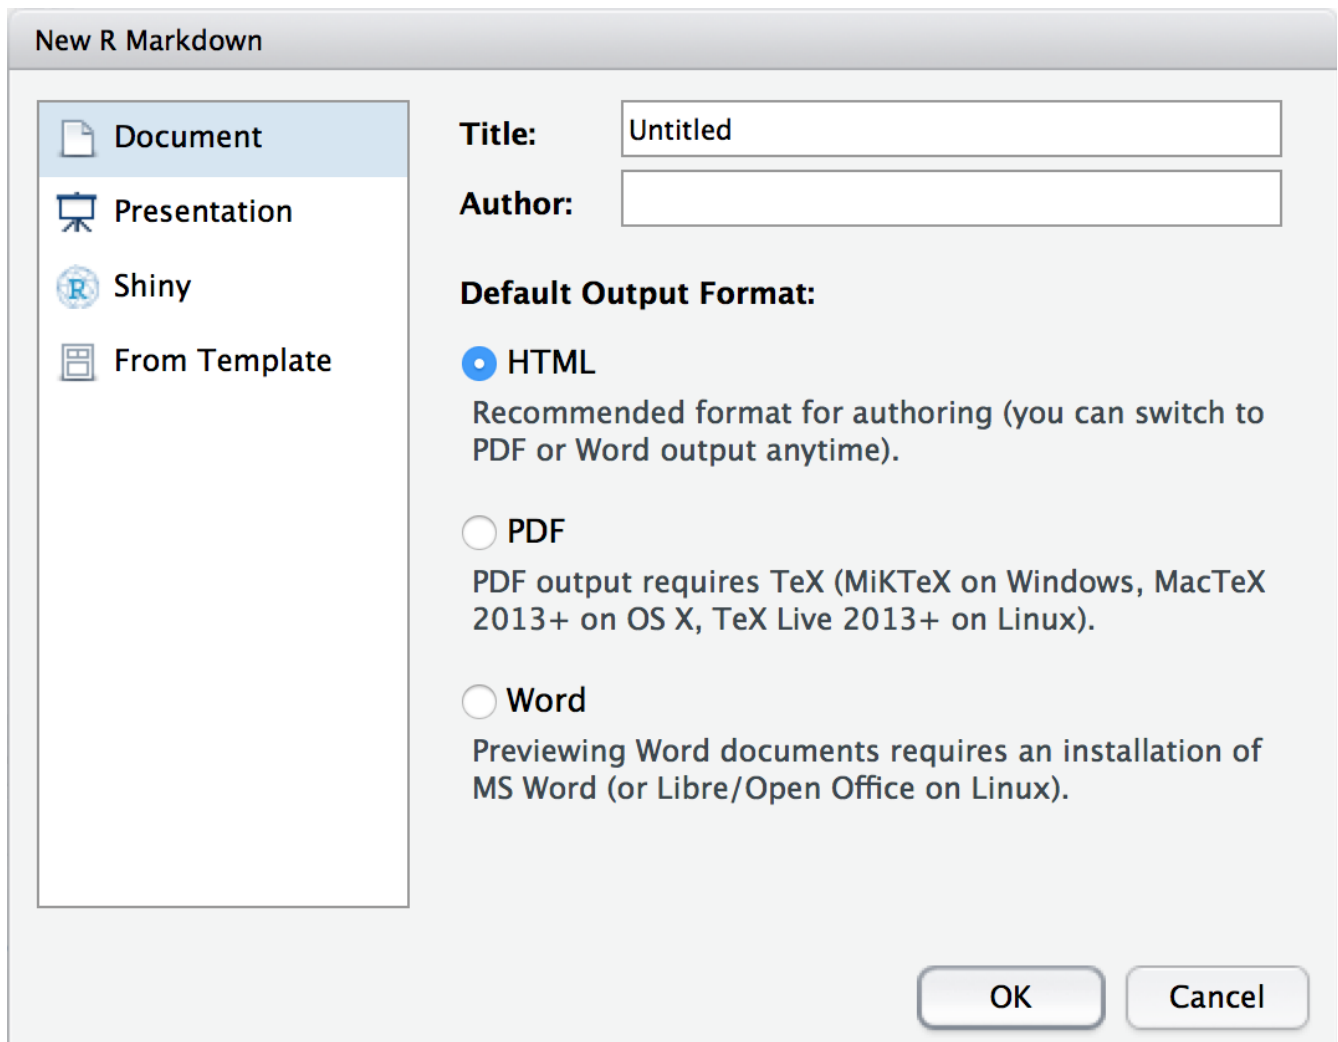 New R Markdown
Document
Presentation
R Shiny
From Template
Title: Untitled
Author:
Default Output Format:
HTML
Recommended format for authoring (you can switch to
PDF or Word output anytime).
PDF
PDF output requires TeX (MiKTeX on Windows, MacTeX
2013+ on OS X, TeX Live 2013+ on Linux).
Word
Previewing Word documents requires an installation of
MS Word (or Libre/Open Office on Linux).
OK Cancel